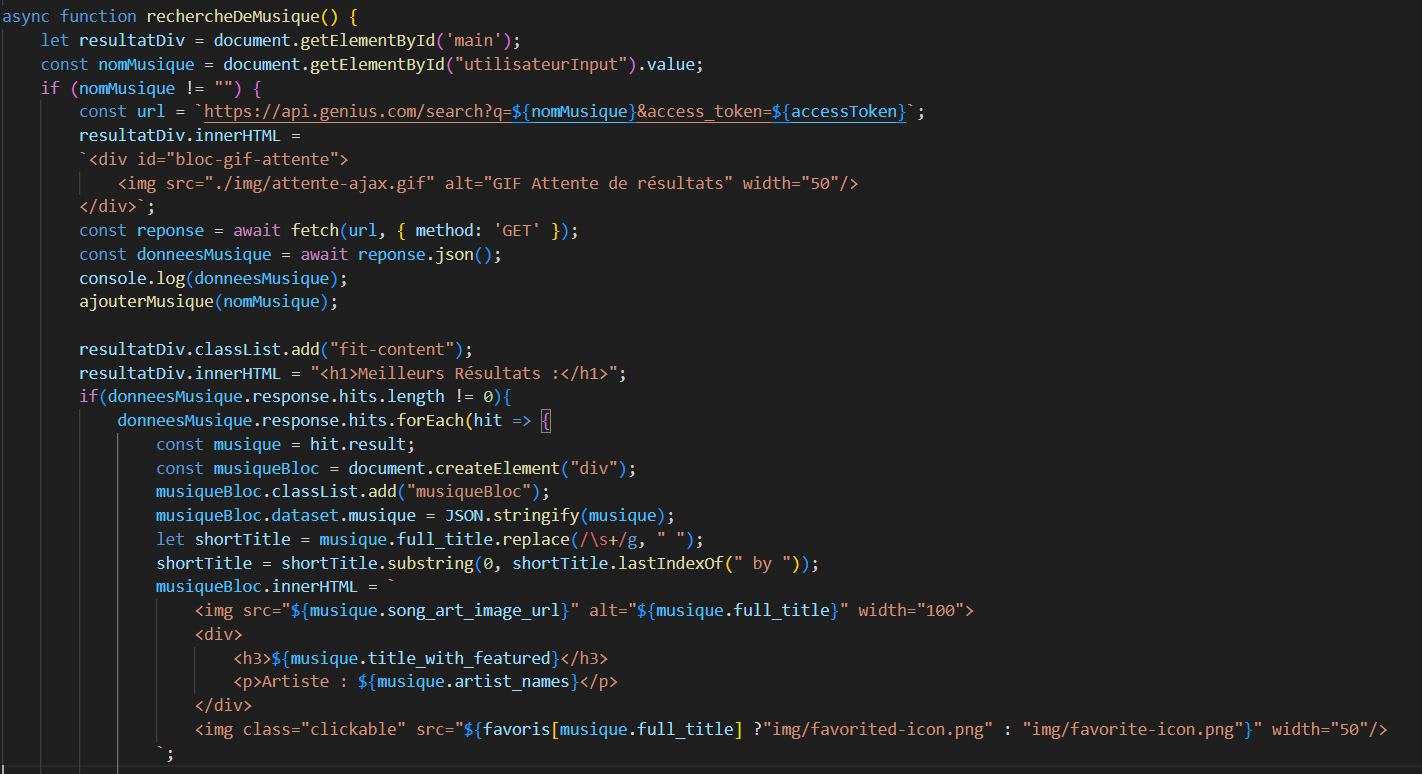 async function rechercheDeMusique() {
    let resultatDiv = document.getElementById('main');
    const nomMusique = document.getElementById("utilisateurInput").value;
    if (nomMusique != "") {
        const url = `https://api.genius.com/search?q=${nomMusique}&access_token=${accessToken}`;
        resultatDiv.innerHTML =
        `<div id="bloc-gif-attente">
            <img src="./img/attente-ajax.gif" alt="GIF Attente de résultats" width="50"/>
        </div>`;
        const reponse = await fetch(url, { method: 'GET' });
        const donneesMusique = await reponse.json();
        console.log(donneesMusique);
        ajouterMusique(nomMusique);

        resultatDiv.classList.add("fit-content");
        resultatDiv.innerHTML = "<h1>Meilleurs Résultats :</h1>";
        if(donneesMusique.response.hits.length != 0){
            donneesMusique.response.hits.forEach(hit => {
                const musique = hit.result;
                const musiqueBloc = document.createElement("div");
                musiqueBloc.classList.add("musiqueBloc");
                musiqueBloc.dataset.musique = JSON.stringify(musique);
                let shortTitle = musique.full_title.replace(/\s+/g, " ");
                shortTitle = shortTitle.substring(0, shortTitle.lastIndexOf(" by "));
                musiqueBloc.innerHTML = `
                    <img src="${musique.song_art_image_url}" alt="${musique.full_title}" width="100">
                    <div>
                        <h3>${musique.title_with_featured}</h3>
                        <p>Artiste : ${musique.artist_names}</p>
                    </div>
                    <img class="clickable" src="${favoris[musique.full_title] ?"img/favorited-icon.png" : "img/favorite-icon.png"}" width="50"/>
                `;